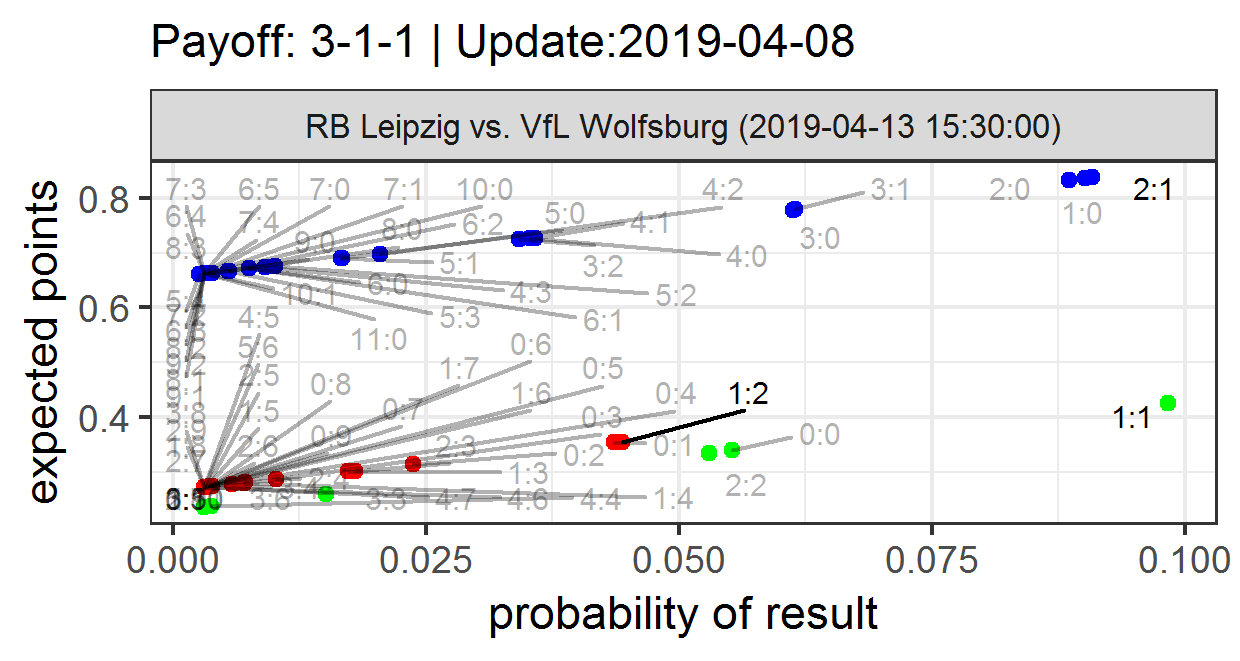 Payoff: 3-1-1 | Update:2019-04-08
RB Leipzig vs. VfL Wolfsburg (2019-04-13 15:30:00)
expected points
0.8
0.6
0.4
7:3 6:5 7:0 7:1 10:0 4:2 3:1 2:0 2:1
6:4 7:4 9:0 8:0 6:2 5:0 4:1 1:0
8:3 5:1 3:2 4:0 3:0
10:1 6:0 4:3 5:2
4:5 11:0 5:3 6:1
5:6 0:6
2:5 0:8 1:7 0:5
1:5 0:7 1:6 0:4 1:2
0:9 0:3 1:1
2:6 2:3 0:2 0:1 0:0
1:3 2:2
3:6 3:3 4:7 4:6 4:4 1:4
0.000 0.025 0.050 0.075 0.100
probability of result